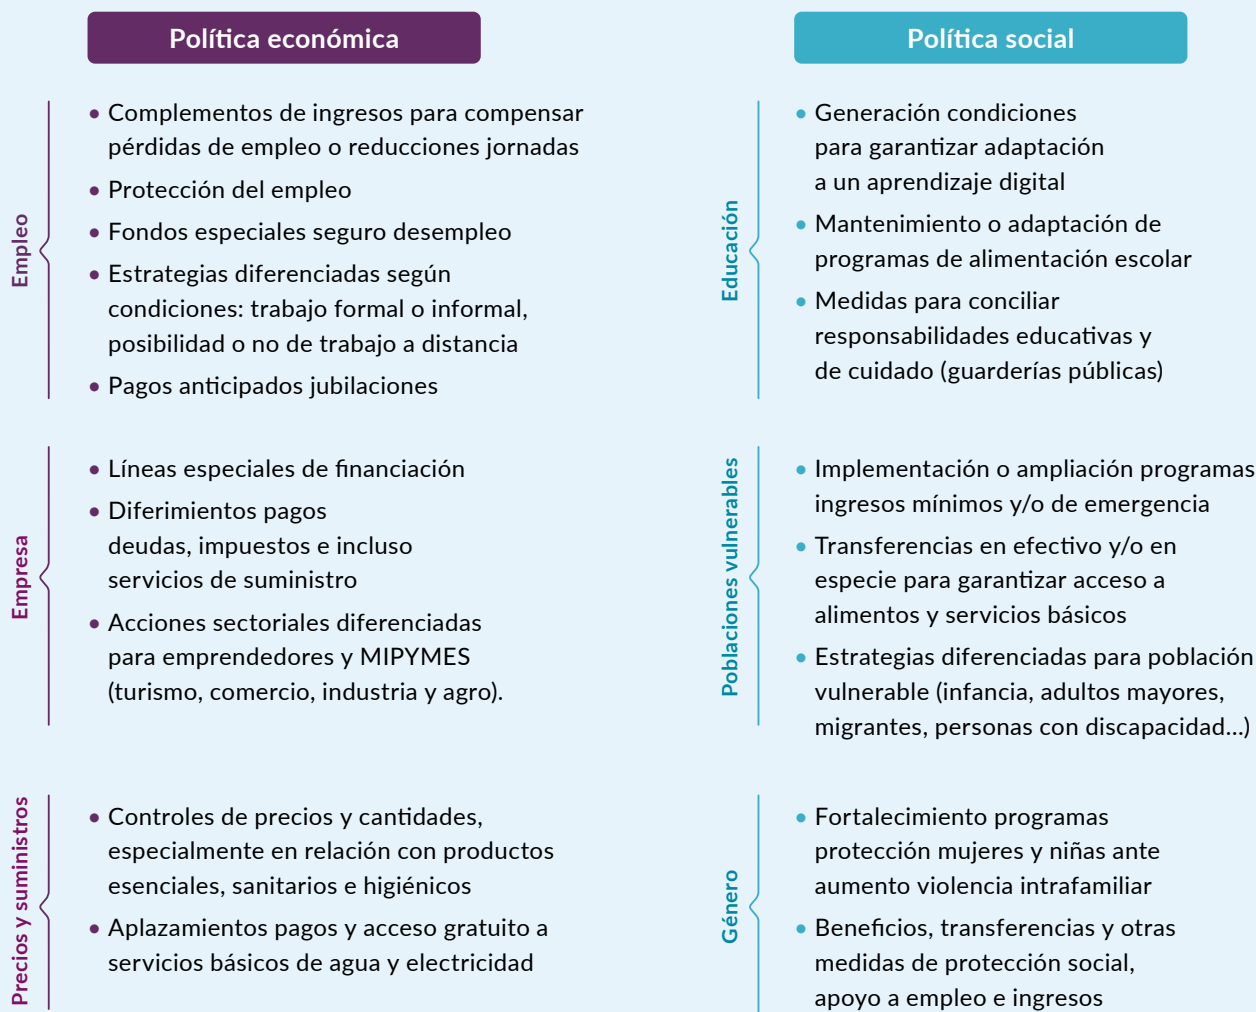 Política económica
Empleo
• Complementos de ingresos para compensar
pérdidas de empleo o reducciones jornadas
• Protección del empleo
• Fondos especiales seguro desempleo
• Estrategias diferenciadas según
condiciones: trabajo formal o informal,
posibilidad o no de trabajo a distancia
• Pagos anticipados jubilaciones
Empresa
• Líneas especiales de financiación
• Diferimientos pagos
deudas, impuestos e incluso
servicios de suministro
• Acciones sectoriales diferenciadas
para emprendedores y MIPYMES
(turismo, comercio, industria y agro).
Precios y suministros
• Controles de precios y cantidades,
especialmente en relación con productos
esenciales, sanitarios e higiénicos
• Aplazamientos pagos y acceso gratuito a
servicios básicos de agua y electricidad
Política social
Educación
• Generación condiciones
para garantizar adaptación
a un aprendizaje digital
• Mantenimiento o adaptación de
programas de alimentación escolar
• Medidas para conciliar
responsabilidades educativas y
de cuidado (guarderías públicas)
Poblaciones vulnerables
• Implementación o ampliación programas
ingresos mínimos y/o de emergencia
• Transferencias en efectivo y/o en
especie para garantizar acceso a
alimentos y servicios básicos
• Estrategias diferenciadas para población
vulnerable (infancia, adultos mayores,
migrantes, personas con discapacidad...)
Género
• Fortalecimiento programas
protección mujeres y niñas ante
aumento violencia intrafamiliar
• Beneficios, transferencias y otras
medidas de protección social,
apoyo a empleo e ingresos